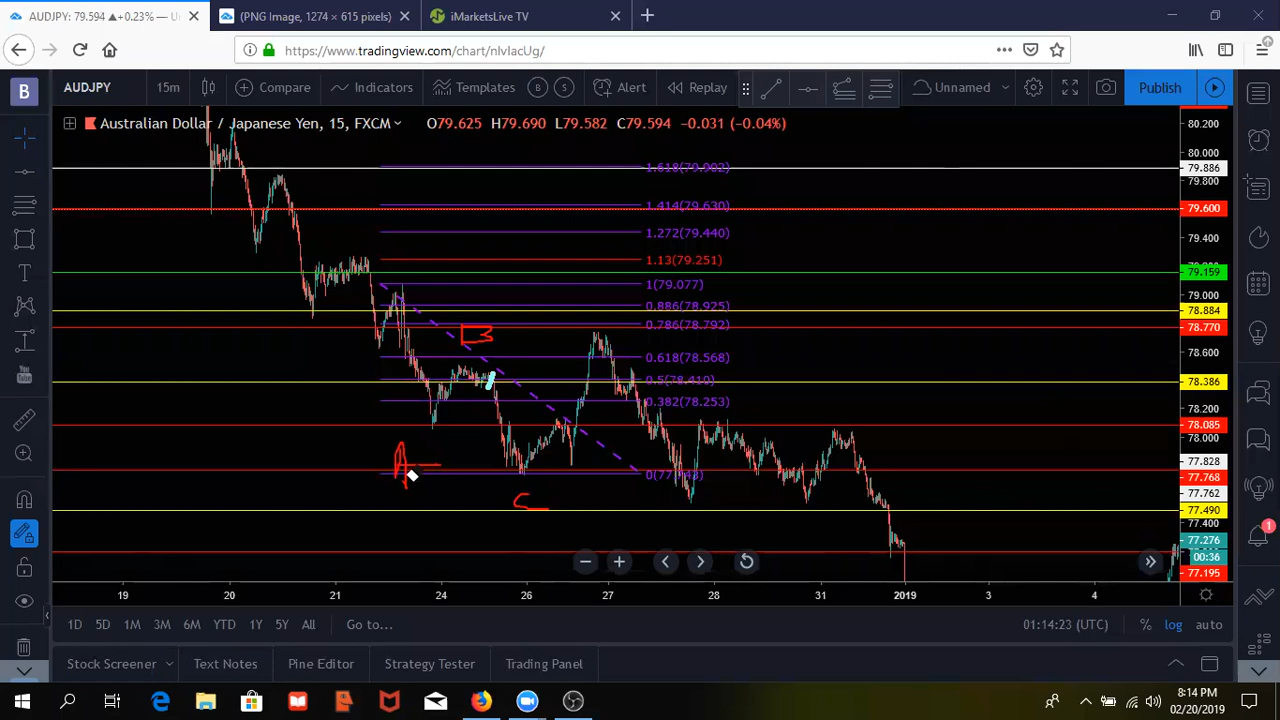 AUDJPY: 79.594 ▲+0.23% — Un
(PNG Image, 1274 × 615 pixels)
iMarketsLive TV
https://www.tradingview.com/chart/nIvIacUg/
B
AUDJPY
15m
Compare
Indicators
Templates
B
S
Alert
Replay
Unnamed
Publish
Australian Dollar / Japanese Yen, 15, FXCM
O79.625 H79.690 L79.582 C79.594 −0.031 (−0.04%)
80.200
80.000
1.618(79.902)
79.886
79.800
1.414(79.630)
79.600
1.272(79.440)
79.400
1.13(79.251)
79.159
1(79.077)
79.000
0.886(78.925)
78.884
0.786(78.792)
78.770
B
0.618(78.568)
78.600
0.5(78.410)
78.386
0.382(78.253)
78.200
78.085
78.000
A
77.828
77.768
C
77.762
77.490
77.400
77.276
00:36
77.195
1
19
20
21
24
26
27
28
31
2019
3
4
1D
5D
1M
3M
6M
YTD
1Y
5Y
All
Go to...
01:14:23 (UTC)
%
log
auto
Stock Screener
Text Notes
Pine Editor
Strategy Tester
Trading Panel
8:14 PM
02/20/2019